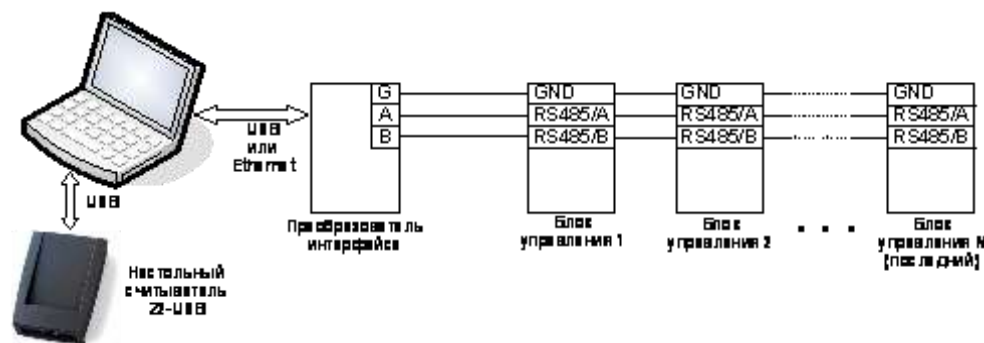 G
A
B
GND
RS485/A
RS485/B
GND
RS485/A
RS485/B
GND
RS485/A
RS485/B
USB
или
Ethernet
USB
Преобразователь
интерфейса
Блок
управления 1
Блок
управления 2
. . .
Блок
управления N
(последний)
Настольный
считыватель
Z2-USB